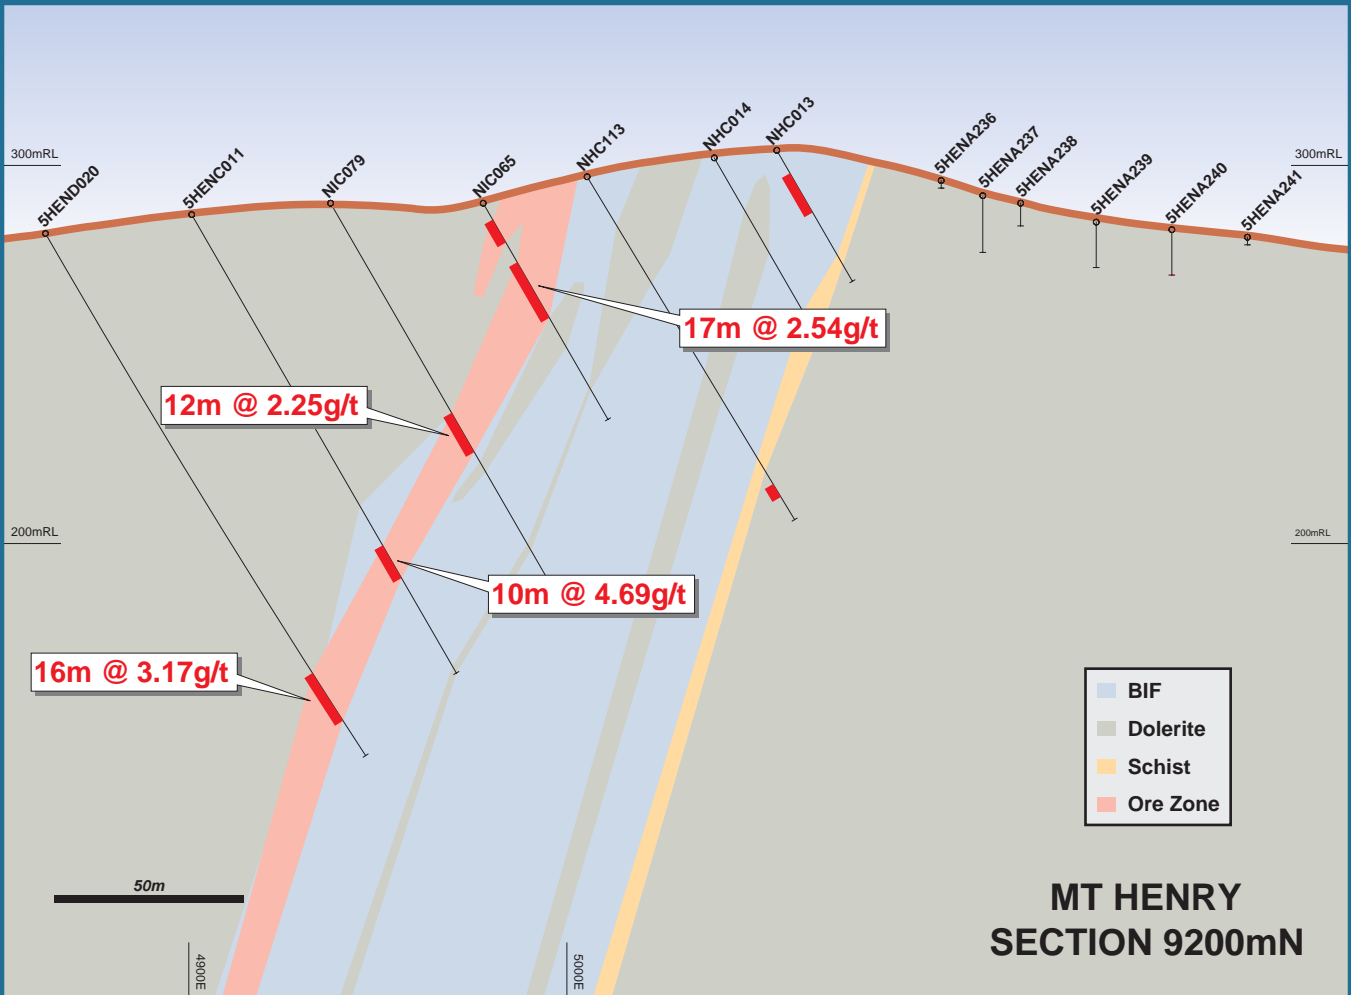 5HEND020
5HENC011
NIC079
NIC065
NHC113
NHC014
NHC013
5HENA236
5HENA237
5HENA238
5HENA239
5HENA240
5HENA241
300mRL
300mRL
17m @ 2.54g/t
12m @ 2.25g/t
200mRL
200mRL
10m @ 4.69g/t
16m @ 3.17g/t
BIF
Dolerite
Schist
Ore Zone
50m
MT HENRY
SECTION 9200mN
4900E
5000E